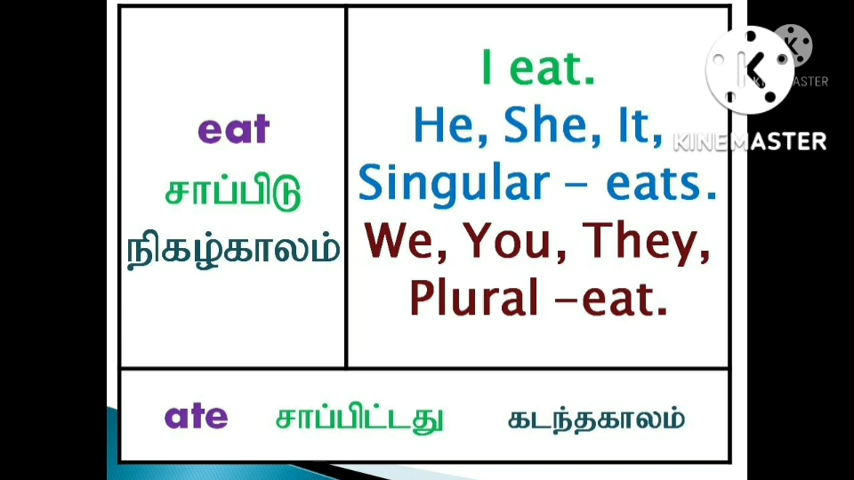 eat
சாப்பிடு
நிகழ்காலம்
I eat.
He, She, It,
Singular – eats.
We, You, They,
Plural –eat.
ate சாப்பிட்டது கடந்தகாலம்
KINEMASTER
KINEMASTER